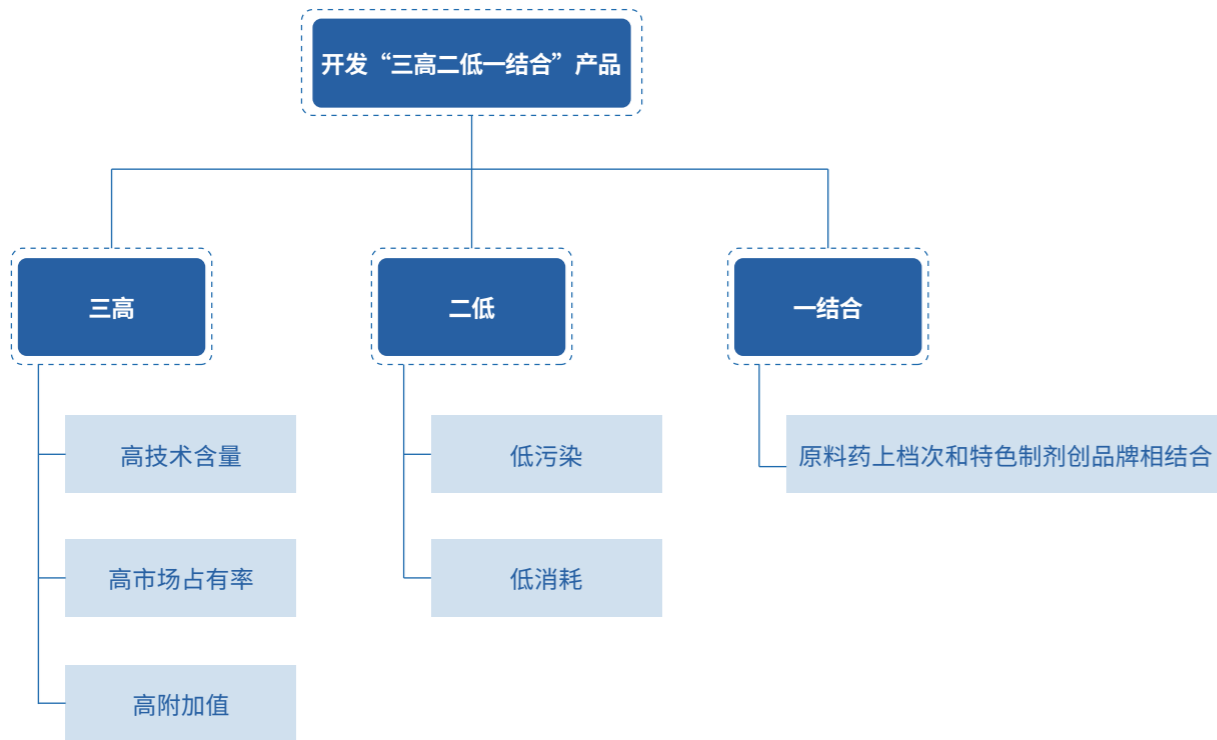 开发“三高二低一结合”产品
三高
二低
一结合
高技术含量
低污染
原料药上档次和特色制剂创品牌相结合
高市场占有率
低消耗
高附加值